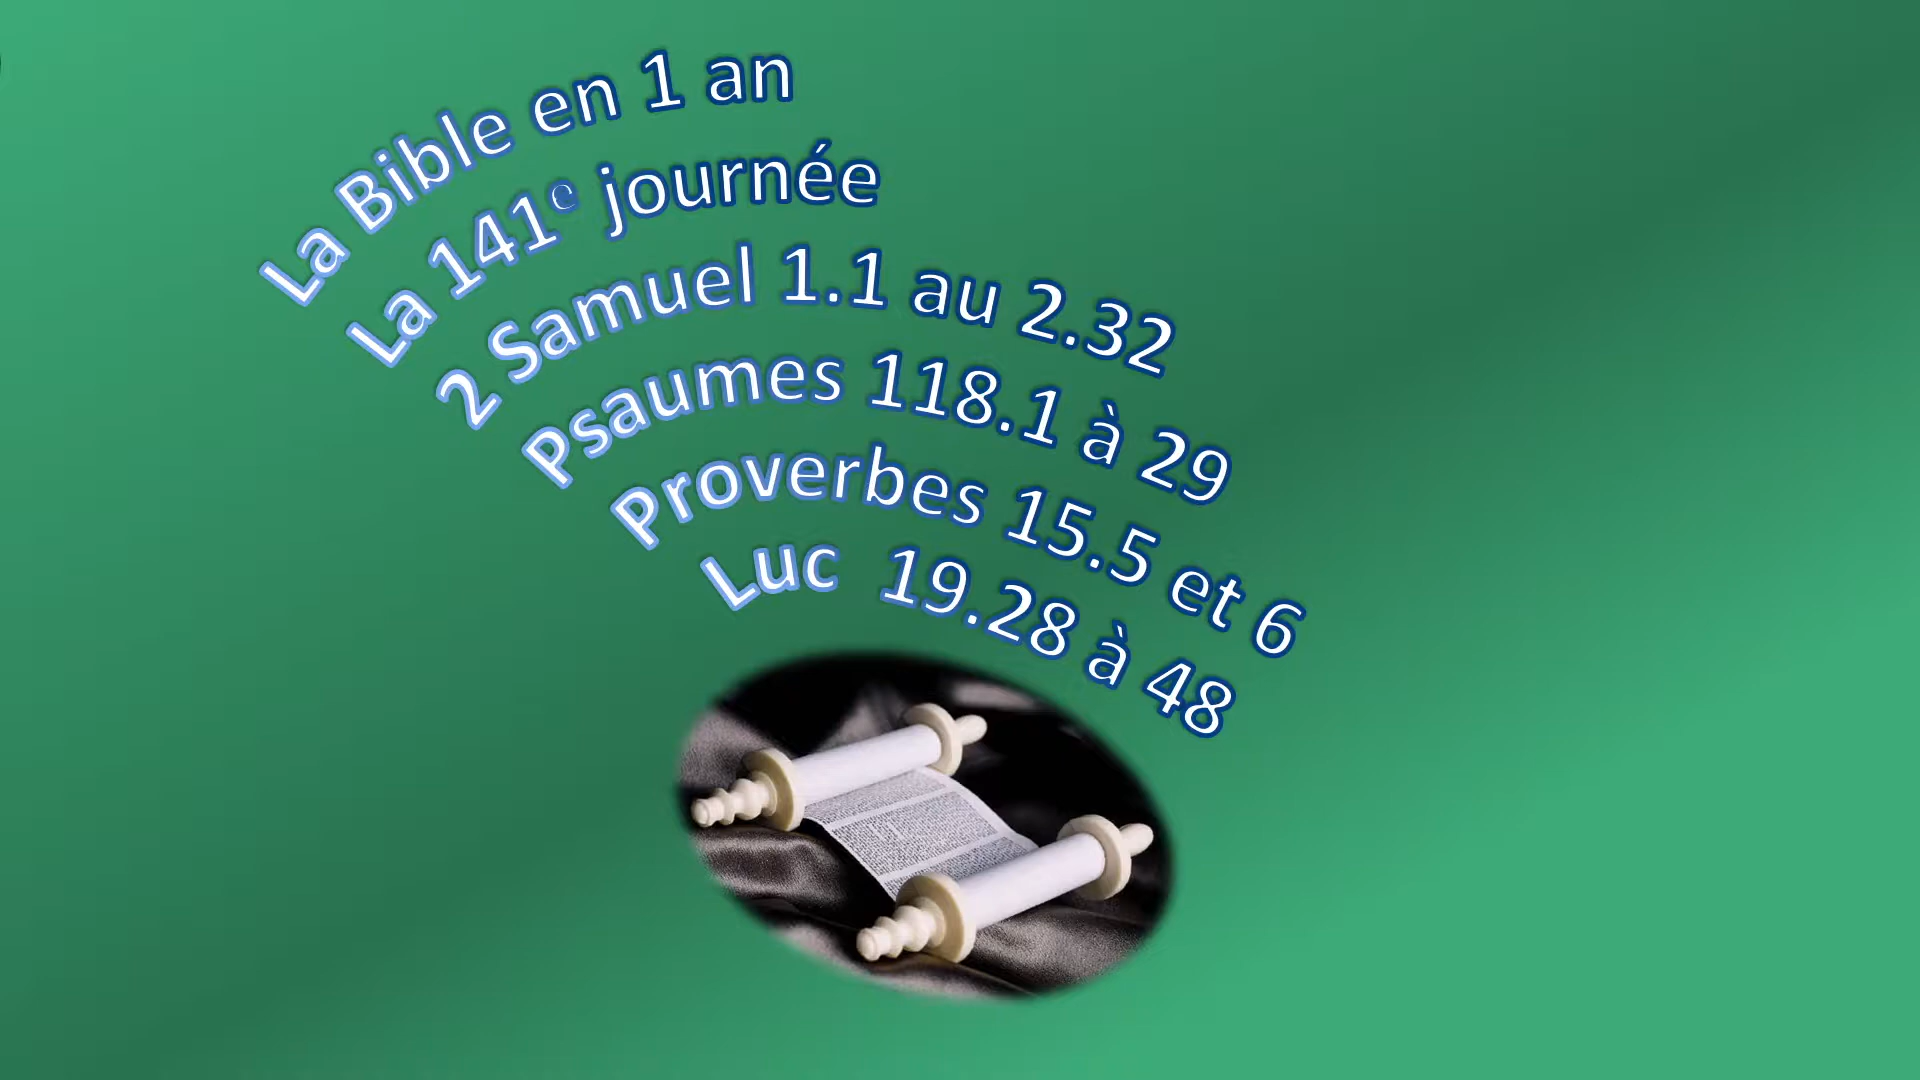 La Bible en 1 an
La 141e journée
2 Samuel 1.1 au 2.32
Psaumes 118.1 à 29
Proverbes 15.5 et 6
Luc 19.28 à 48